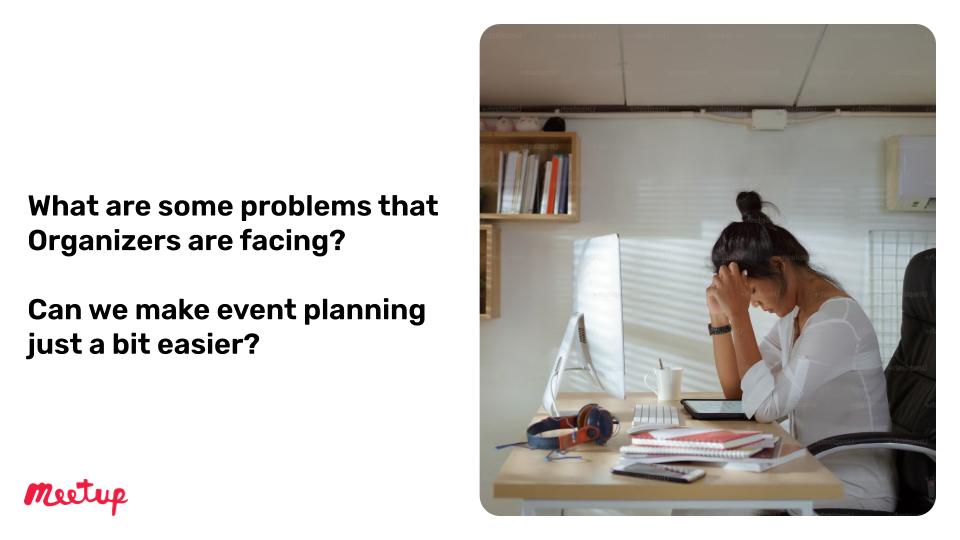 What are some problems that
Organizers are facing?
Can we make event planning
just a bit easier?
Meetup